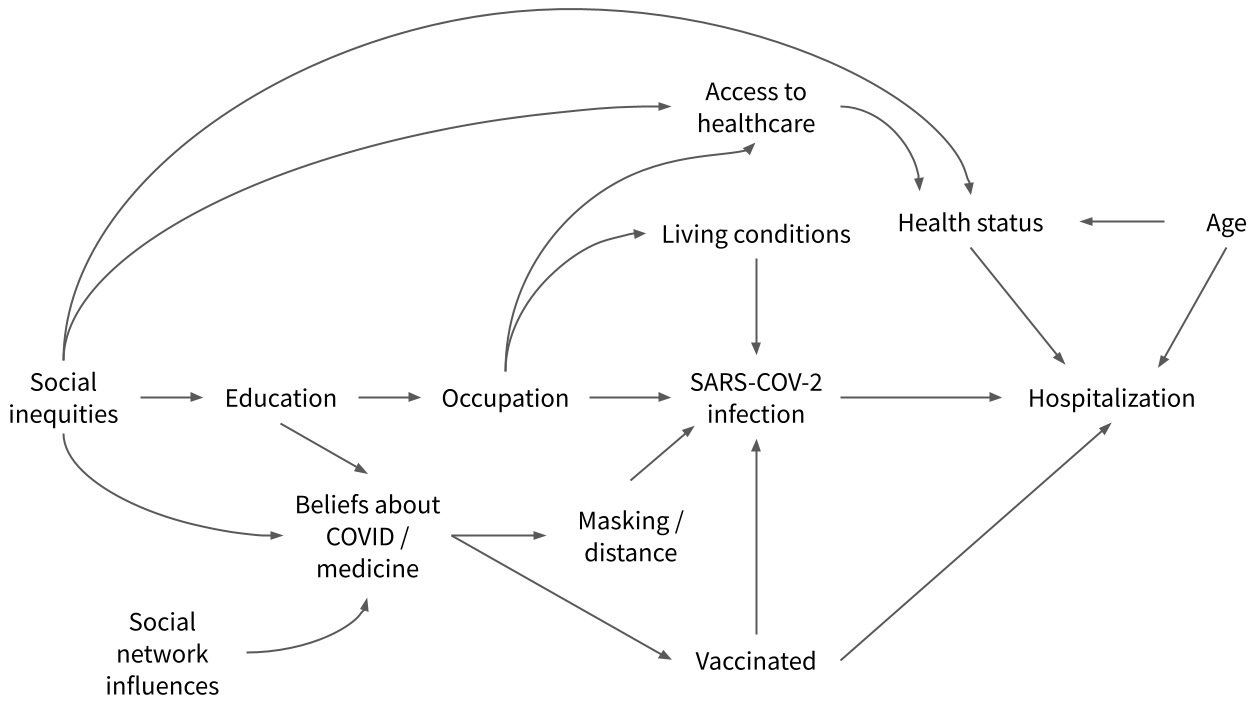 Access to
healthcare
Living conditions
Health status
Age
Social
inequities
Education
Occupation
SARS-COV-2
infection
Hospitalization
Beliefs about
COVID /
medicine
Masking /
distance
Social
network
influences
Vaccinated